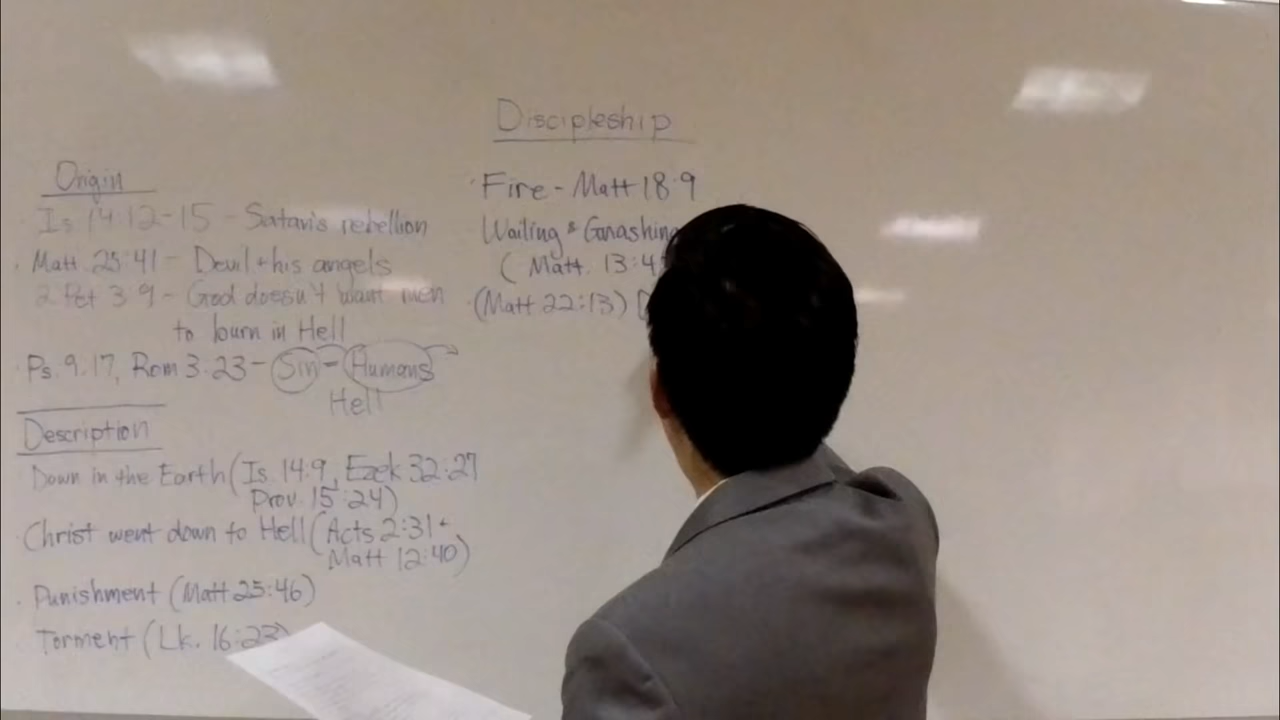 Discipleship
Origin
Is 14:12-15 - Satan's rebellion
Matt. 25:41 - Devil + his angels
2 Pet 3 9 - God doesn't want men
to burn in Hell
Ps. 9.17, Rom 3:23 - Sin - Humans
Hell
Description
Down in the Earth (Is. 14:9, Ezek 32:27
Prov. 15:24)
Christ went down to Hell (Acts 2:31 +
Matt 12:40)
Punishment (Matt 25:46)
Torment (Lk. 16:23)
Fire - Matt 18:9
Wailing & Gnashing
(Matt. 13:4
(Matt 22:13)